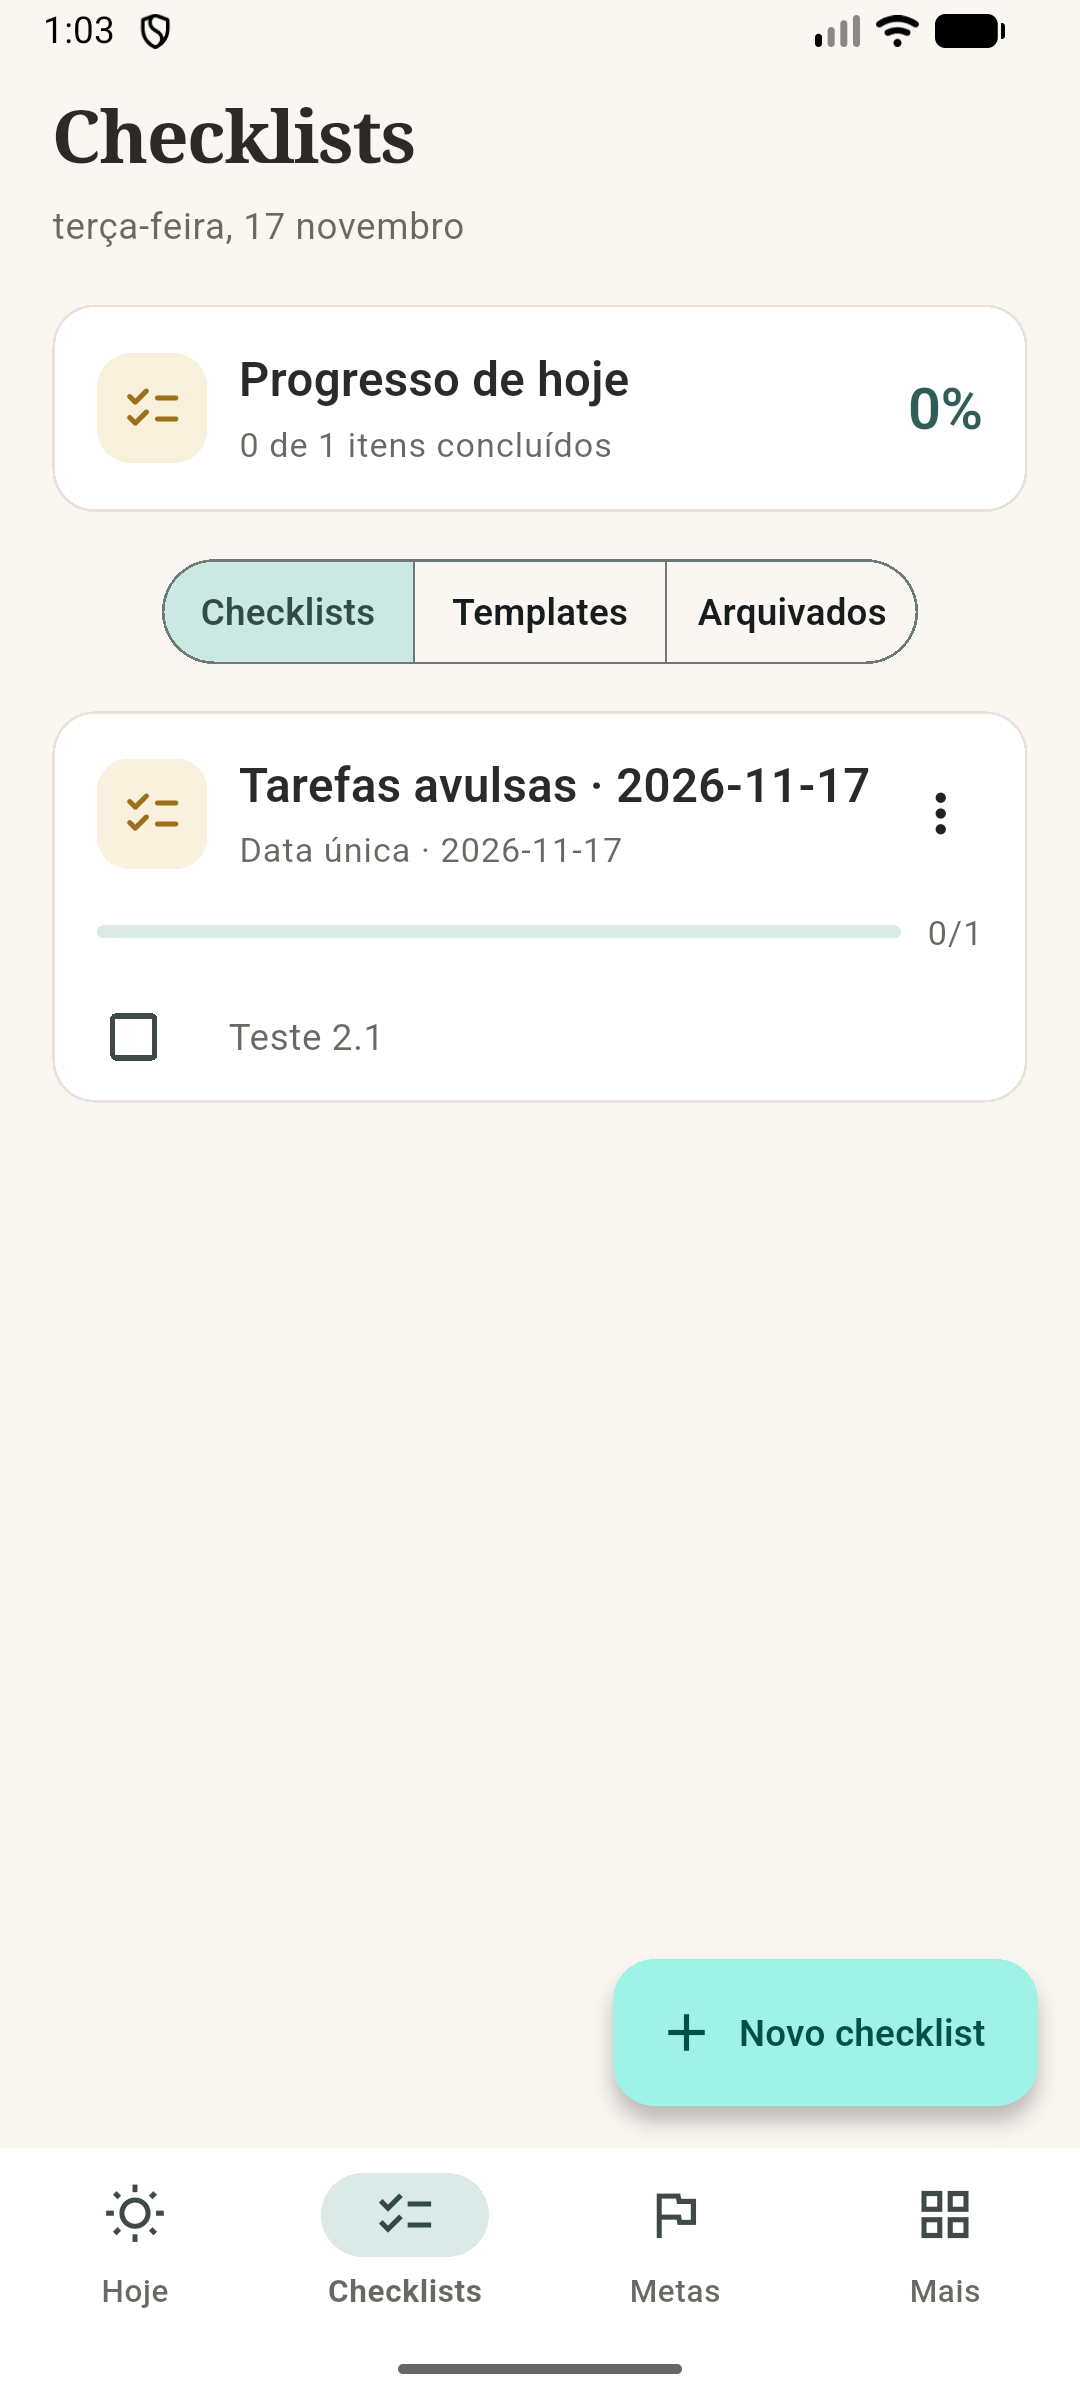 1:03
Checklists
terça-feira, 17 novembro
Progresso de hoje
0 de 1 itens concluídos
0%
Checklists
Templates
Arquivados
Tarefas avulsas · 2026-11-17
Data única · 2026-11-17
0/1
Teste 2.1
Novo checklist
Hoje
Checklists
Metas
Mais